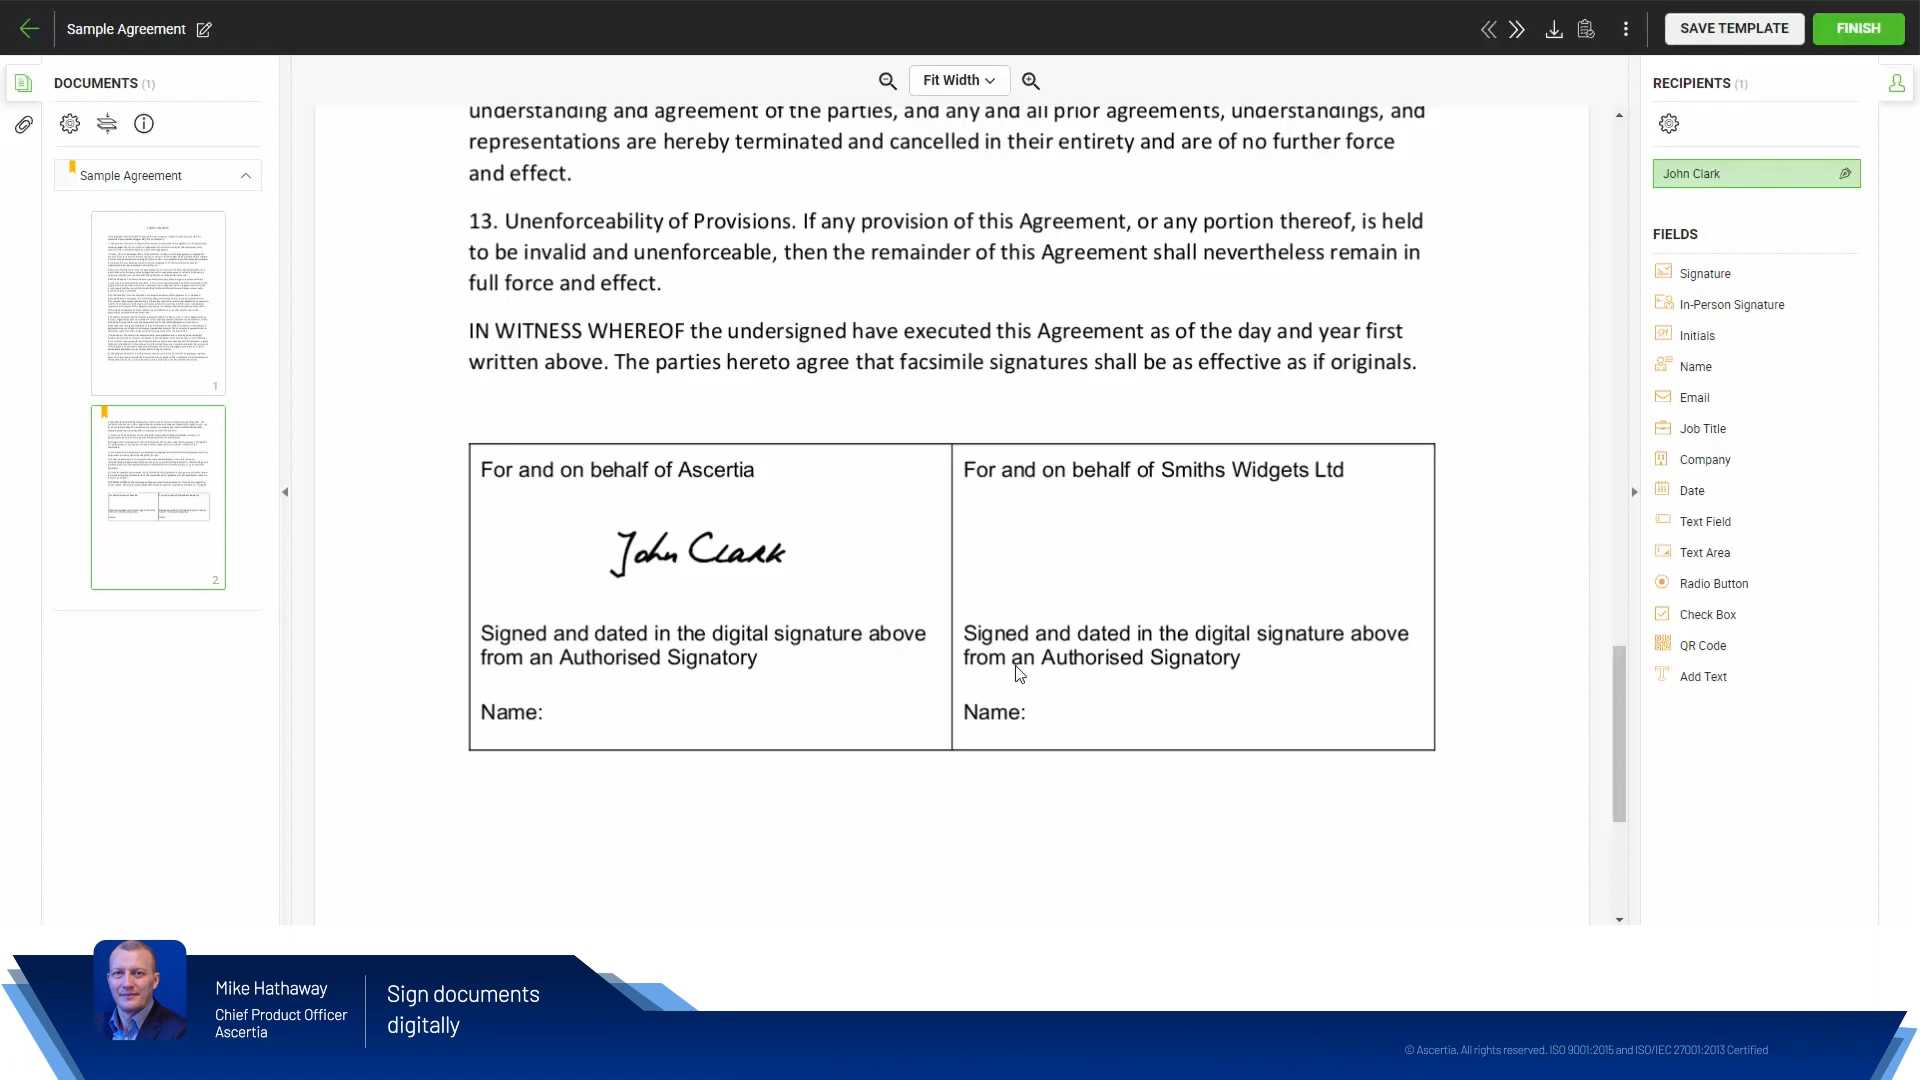 Sample Agreement
SAVE TEMPLATE
FINISH
DOCUMENTS (1)
Sample Agreement
1
2
Fit Width
understanding and agreement of the parties, and any and all prior agreements, understandings, and
representations are hereby terminated and cancelled in their entirety and are of no further force
and effect.
13. Unenforceability of Provisions. If any provision of this Agreement, or any portion thereof, is held
to be invalid and unenforceable, then the remainder of this Agreement shall nevertheless remain in
full force and effect.
IN WITNESS WHEREOF the undersigned have executed this Agreement as of the day and year first
written above. The parties hereto agree that facsimile signatures shall be as effective as if originals.
For and on behalf of Ascertia
John Clark
Signed and dated in the digital signature above
from an Authorised Signatory
Name:
For and on behalf of Smiths Widgets Ltd
Signed and dated in the digital signature above
from an Authorised Signatory
Name:
RECIPIENTS (1)
John Clark
FIELDS
Signature
In-Person Signature
Initials
Name
Email
Job Title
Company
Date
Text Field
Text Area
Radio Button
Check Box
QR Code
Add Text
Mike Hathaway
Chief Product Officer
Ascertia
Sign documents
digitally
© Ascertia. All rights reserved. ISO 9001:2015 and ISO/IEC 27001:2013 Certified